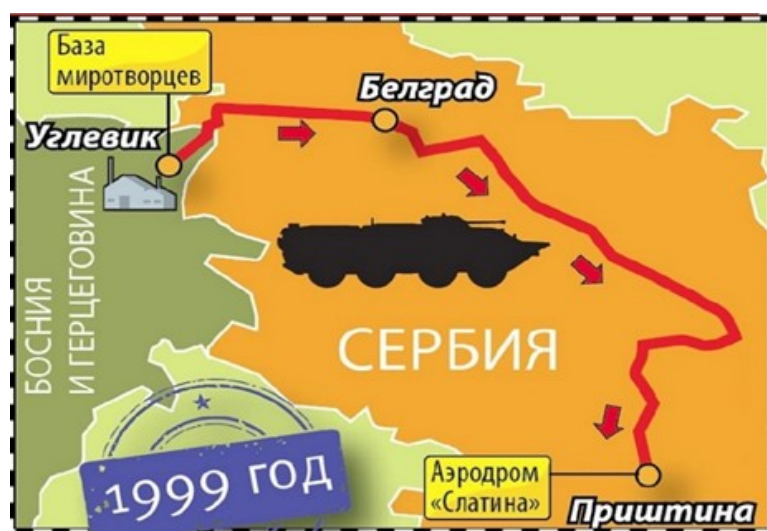 База
миротворцев
Белград
Углевик
БОСНИЯ
И ГЕРЦЕГОВИНА
СЕРБИЯ
1999 год
Аэродром
«Слатина»
Приштина